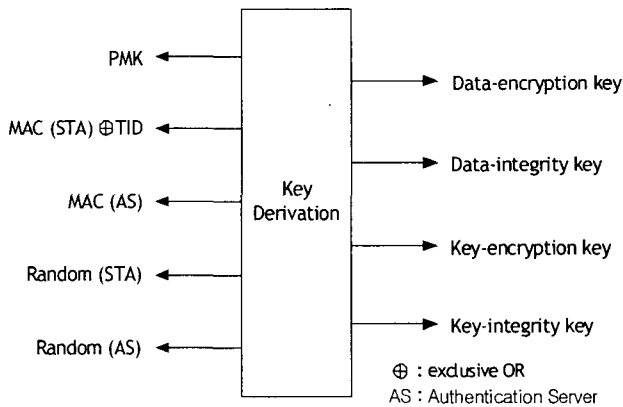 PMK
MAC (STA) ⊕TID
MAC (AS)
Random (STA)
Random (AS)
Key
Derivation
Data-encryption key
Data-integrity key
Key-encryption key
Key-integrity key
⊕ : exclusive OR
AS : Authentication Server